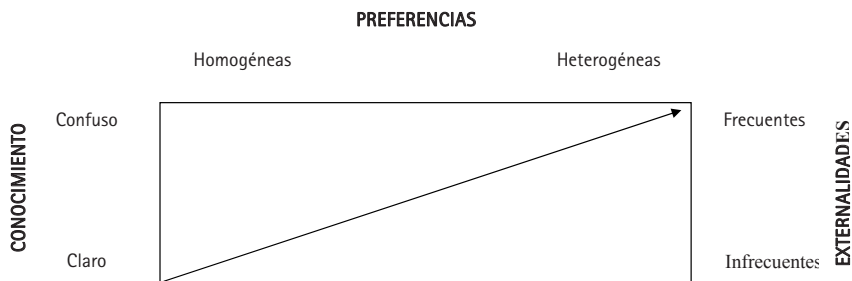 PREFERENCIAS
Homogéneas
Heterogéneas
Confuso
Frecuentes
CONOCIMIENTO
EXTERNALIDADES
Claro
Infrecuentes